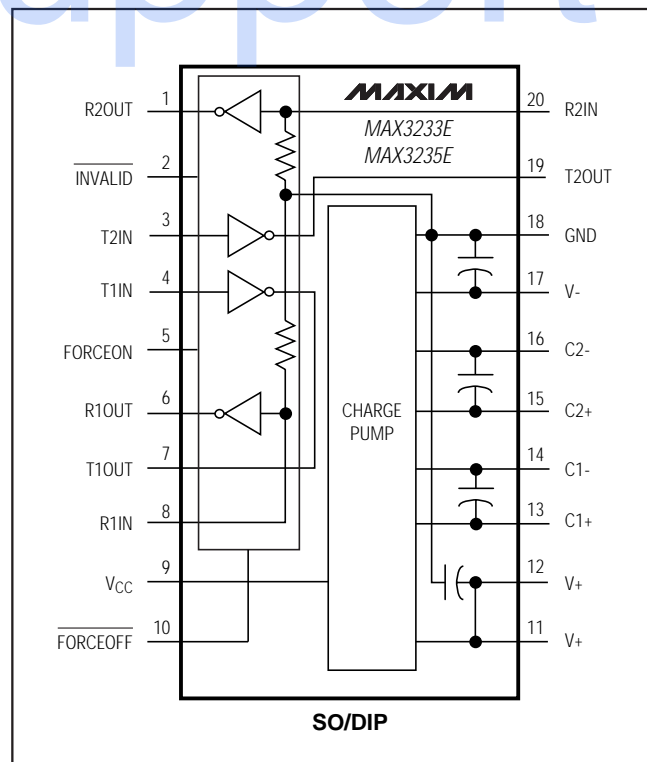 upport
MAXIM
MAX3233E
MAX3235E
R2OUT 1
INVALID 2
T2IN 3
T1IN 4
FORCEON 5
R1OUT 6
T1OUT 7
R1IN 8
VCC 9
FORCEOFF 10
CHARGE
PUMP
20 R2IN
19 T2OUT
18 GND
17 V-
16 C2-
15 C2+
14 C1-
13 C1+
12 V+
11 V+
SO/DIP